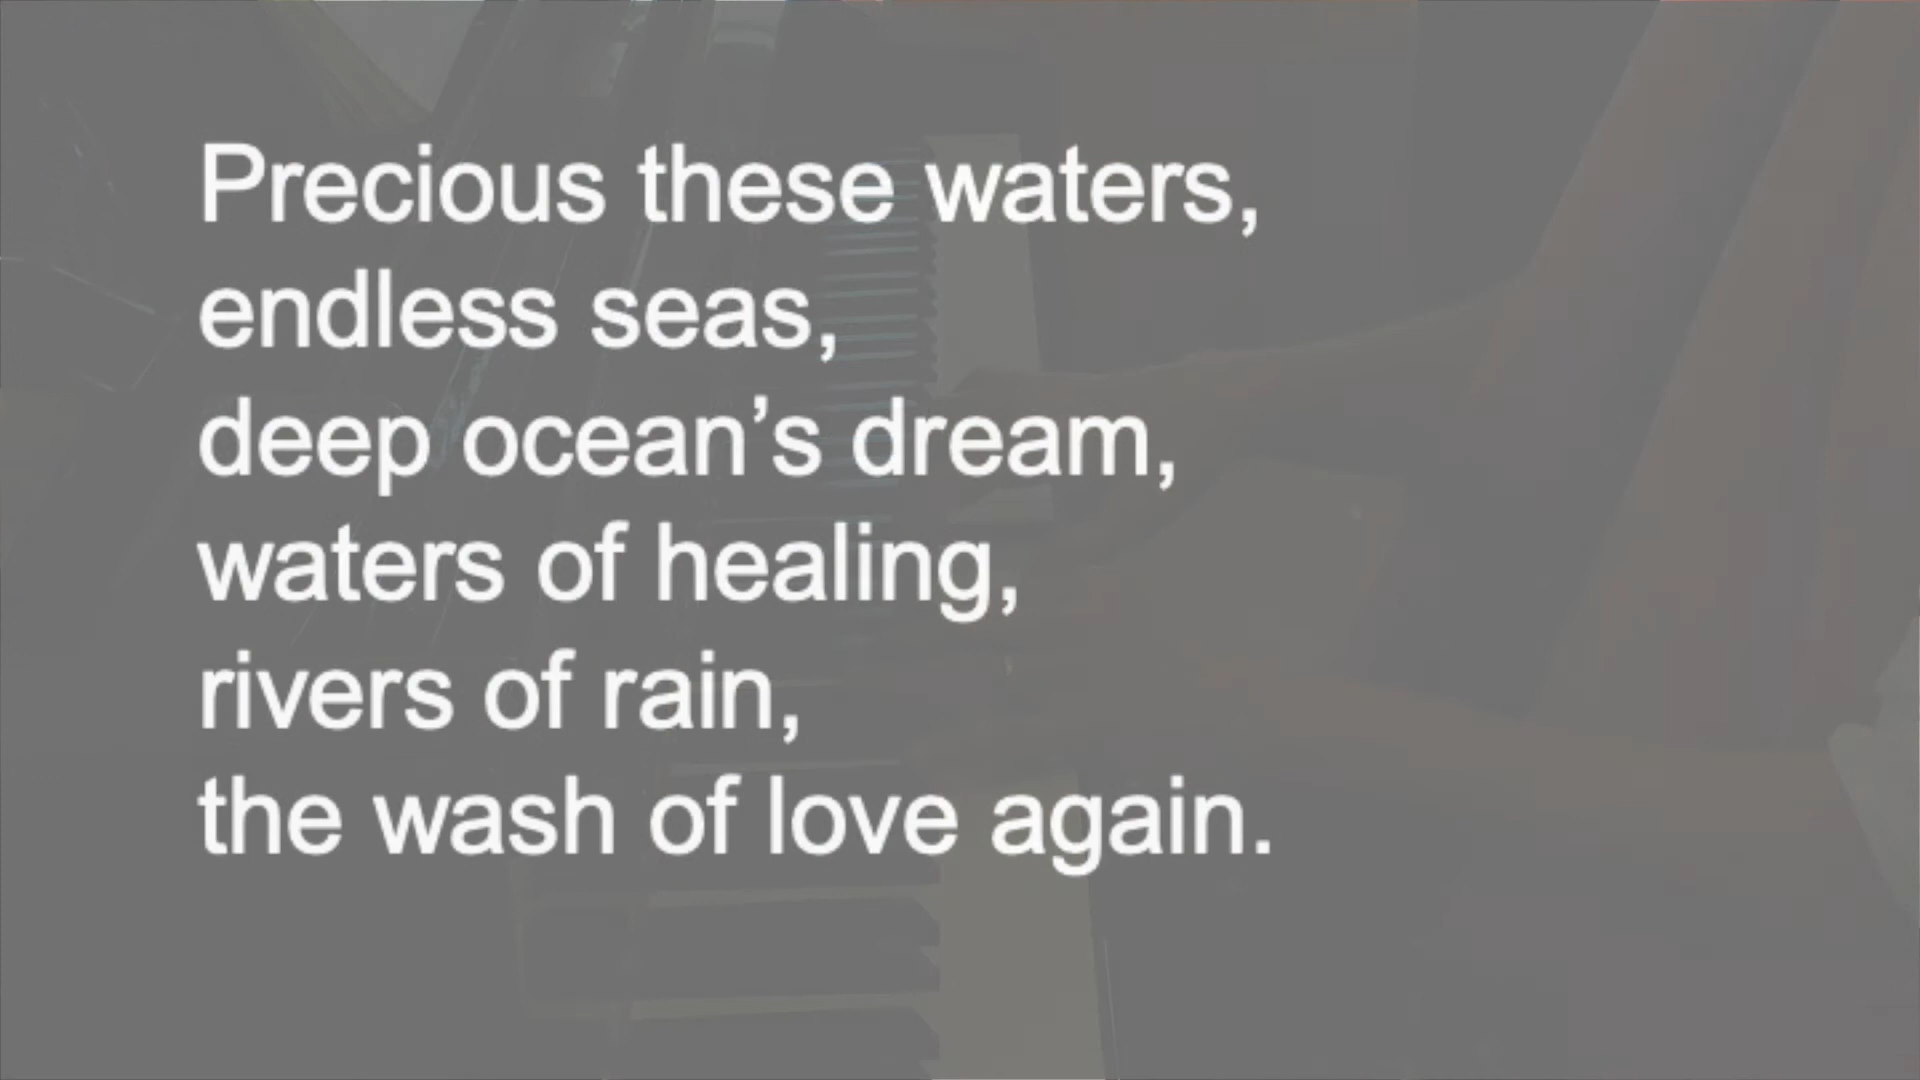 Precious these waters,
endless seas,
deep ocean’s dream,
waters of healing,
rivers of rain,
the wash of love again.